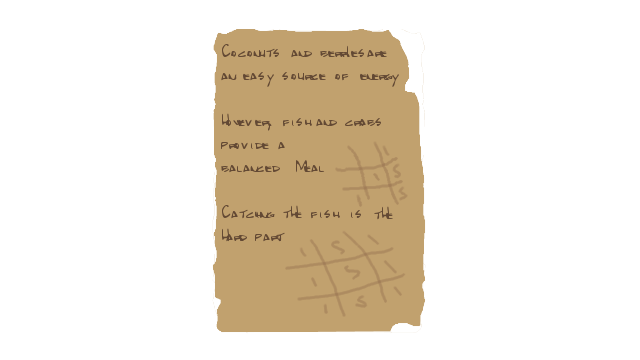 Coconuts and berries are
an easy source of energy
However, fish and crabs
provide a
balanced Meal
Catching the fish is the
Hard part